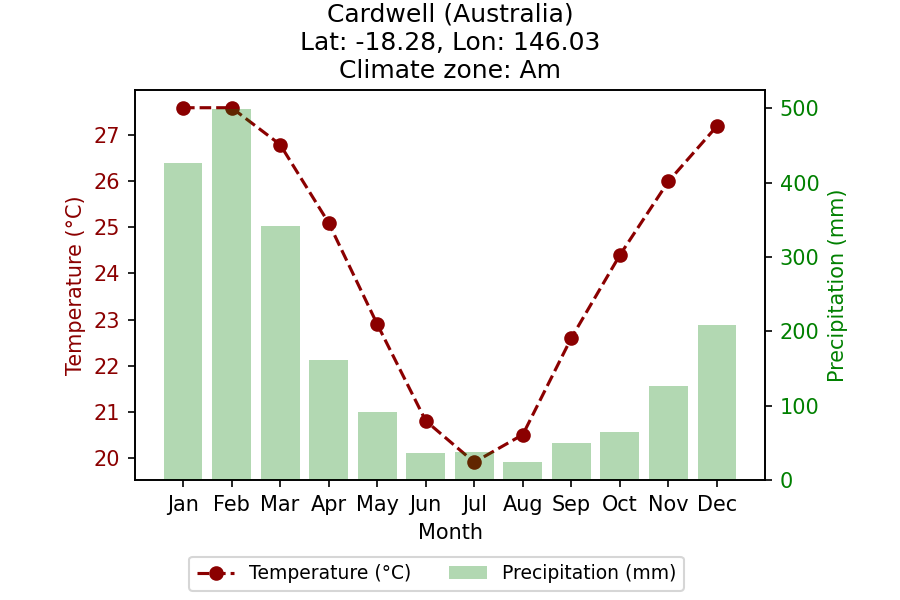 Cardwell (Australia)
Lat: -18.28, Lon: 146.03
Climate zone: Am
Temperature (°C)
27
26
25
24
23
22
21
20
500
400
300
200
100
0
Precipitation (mm)
Jan Feb Mar Apr May Jun Jul Aug Sep Oct Nov Dec
Month
Temperature (°C) Precipitation (mm)